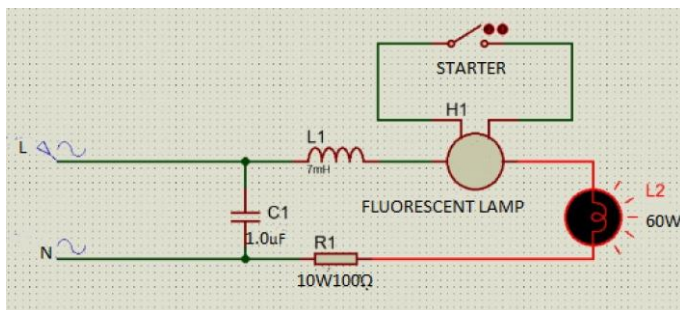 STARTER
H1
L1
L
7mH
FLUORESCENT LAMP
L2
C1
60W
1.0uF
R1
N
10W100Ω